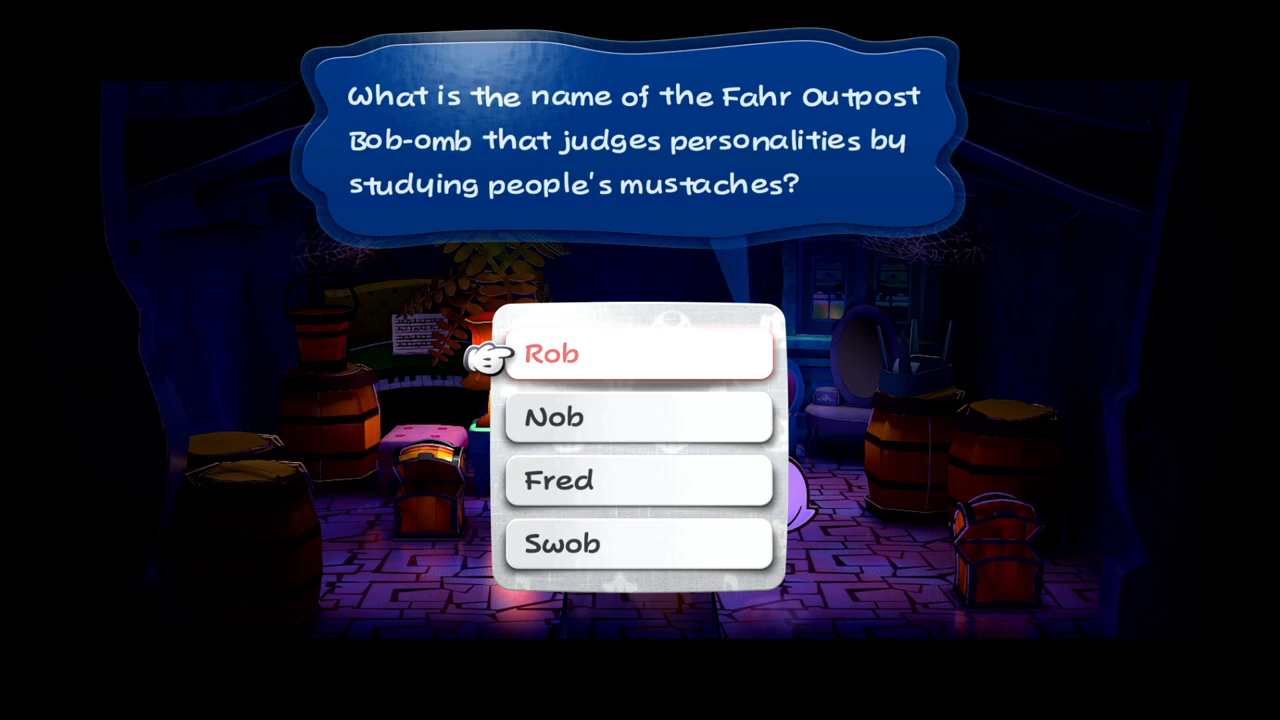 What is the name of the Fahr Outpost
Bob-omb that judges personalities by
studying people's mustaches?
Rob
Nob
Fred
Swob